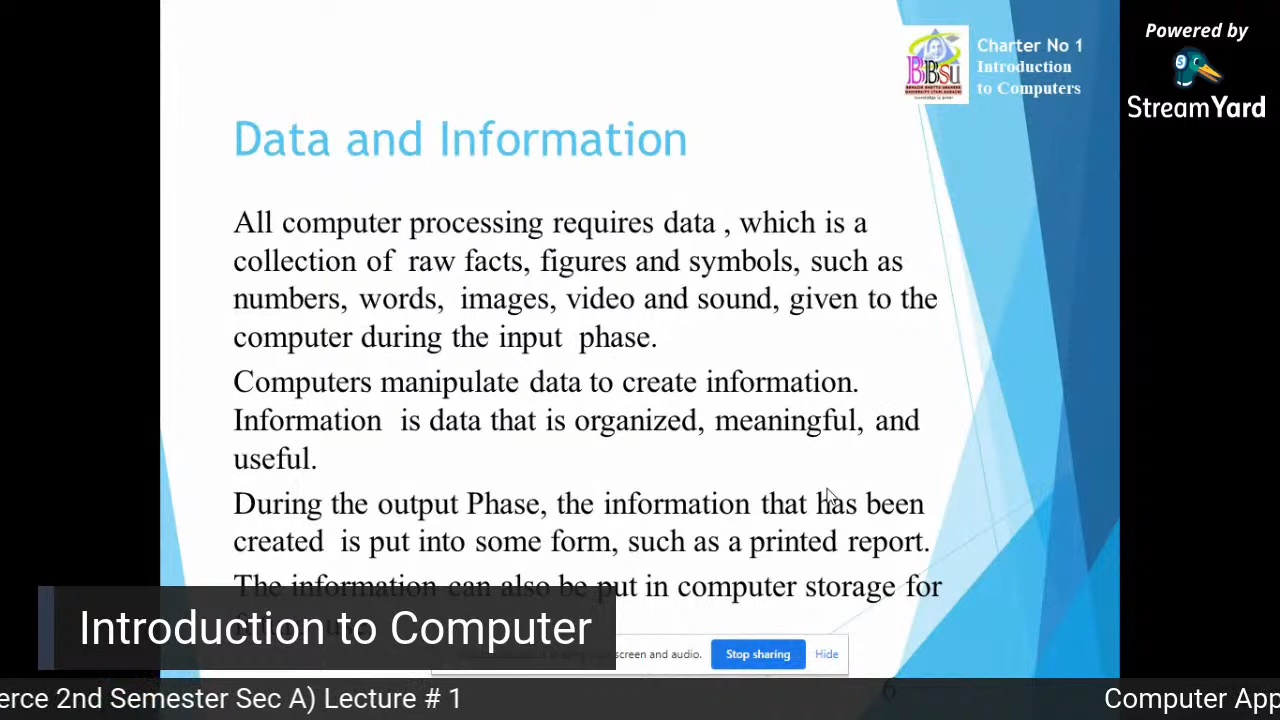 Powered by
StreamYard
Charter No 1
Introduction
to Computers
BBSU
Data and Information
All computer processing requires data , which is a
collection of raw facts, figures and symbols, such as
numbers, words, images, video and sound, given to the
computer during the input phase.
Computers manipulate data to create information.
Information is data that is organized, meaningful, and
useful.
During the output Phase, the information that has been
created is put into some form, such as a printed report.
The information can also be put in computer storage for
Introduction to Computer
screen and audio.
Stop sharing
Hide
6
erce 2nd Semester Sec A) Lecture # 1
Computer App